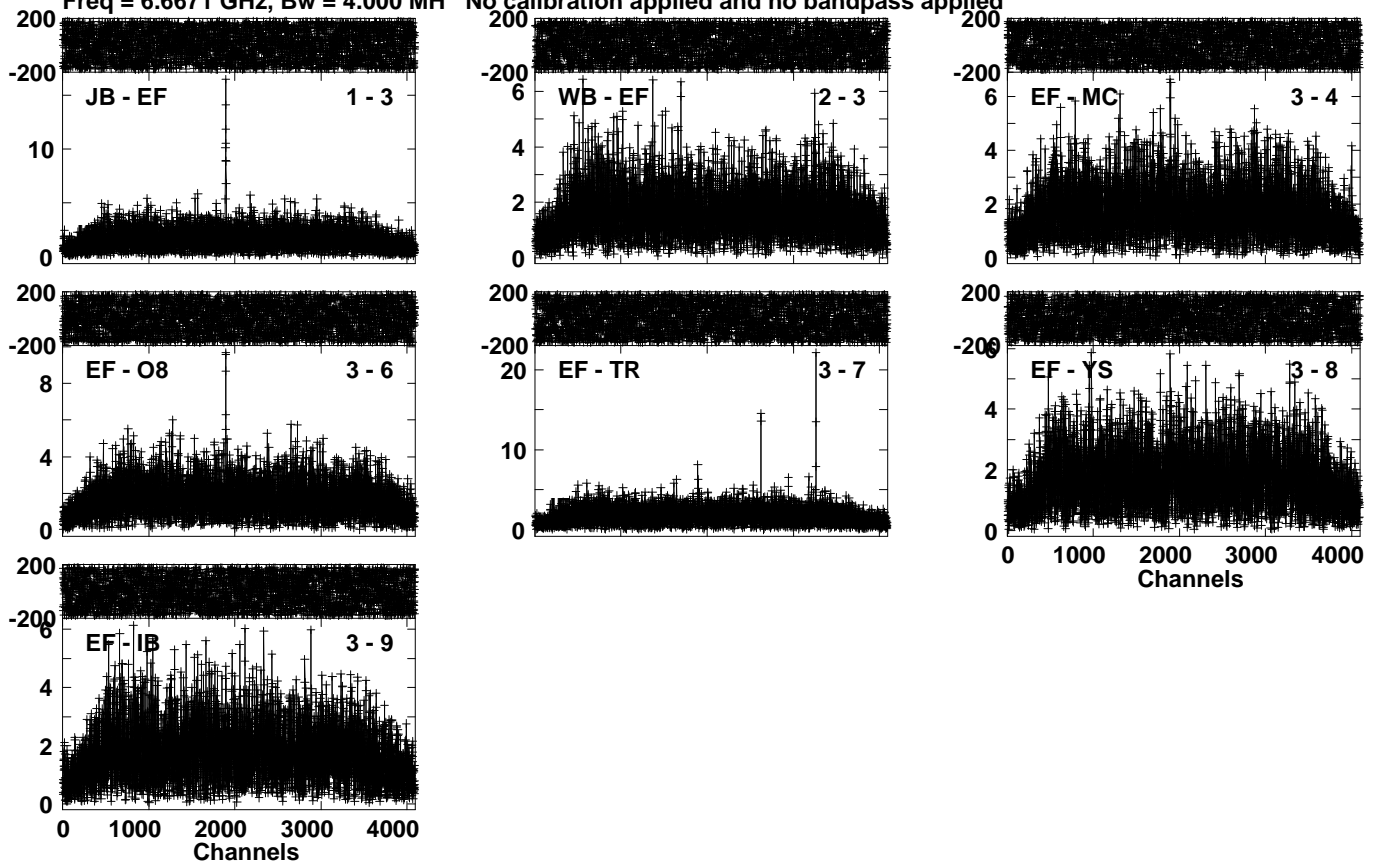 Freq = 6.6671 GHz, Bw = 4.000 MH No calibration applied and no bandpass applied
200 200 200
-200 -200 -200
JB - EF 1 - 3 WB - EF 2 - 3 EF - MC 3 - 4
10 6 6
4 4
2 2
0 0 0
200 200 200
-200 -200 -200
EF - O8 3 - 6 EF - TR 3 - 7 EF - YS 3 - 8
8 20 6
4 10 4
2
0 0 0
0 1000 2000 3000 4000
Channels
200
-200
6 EF - IB 3 - 9
4
2
0
0 1000 2000 3000 4000
Channels